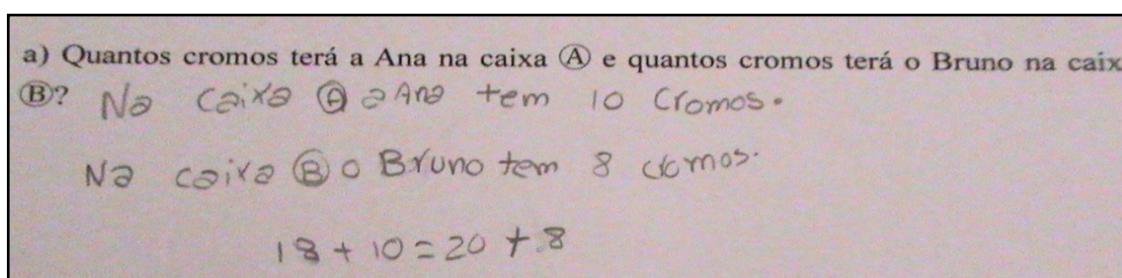 a) Quantos cromos terá a Ana na caixa Ⓐ e quantos cromos terá o Bruno na caix
Ⓑ? Na caixa Ⓐ a Ana tem 10 cromos.
Na caixa Ⓑ o Bruno tem 8 cromos.
18 + 10 = 20 + 8